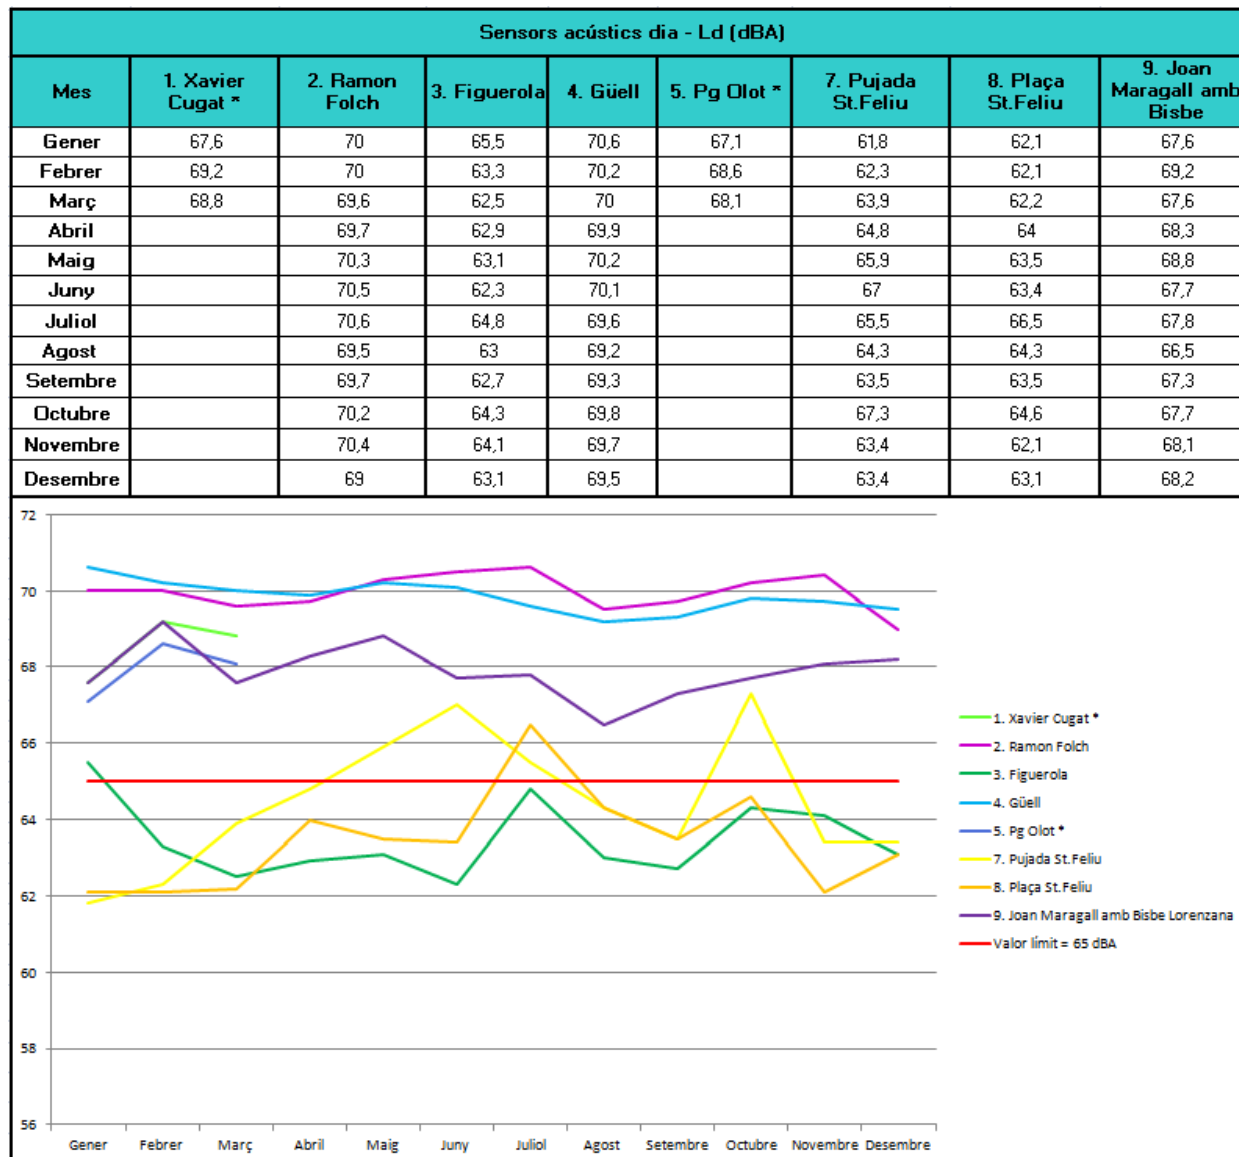 Sensors acústics dia - Ld (dBA)
Mes 1. Xavier Cugat * 2. Ramon Folch 3. Figuerola 4. Güell 5. Pg Olot * 7. Pujada St.Feliu 8. Plaça St.Feliu 9. Joan Maragall amb Bisbe
Gener 67,6 70 65,5 70,6 67,1 61,8 62,1 67,6
Febrer 69,2 70 63,3 70,2 68,6 62,3 62,1 69,2
Març 68,8 69,6 62,5 70 68,1 63,9 62,2 67,6
Abril 69,7 62,9 69,9 64,8 64 68,3
Maig 70,3 63,1 70,2 65,9 63,5 68,8
Juny 70,5 62,3 70,1 67 63,4 67,7
Juliol 70,6 64,8 69,6 65,5 66,5 67,8
Agost 69,5 63 69,2 64,3 64,3 66,5
Setembre 69,7 62,7 69,3 63,5 63,5 67,3
Octubre 70,2 64,3 69,8 67,3 64,6 67,7
Novembre 70,4 64,1 69,7 63,4 62,1 68,1
Desembre 69 63,1 69,5 63,4 63,1 68,2
72
70
68
66
64
62
60
58
56
Gener Febrer Març Abril Maig Juny Juliol Agost Setembre Octubre Novembre Desembre
1. Xavier Cugat *
2. Ramon Folch
3. Figuerola
4. Güell
5. Pg Olot *
7. Pujada St.Feliu
8. Plaça St.Feliu
9. Joan Maragall amb Bisbe Lorenzana
Valor límit = 65 dBA